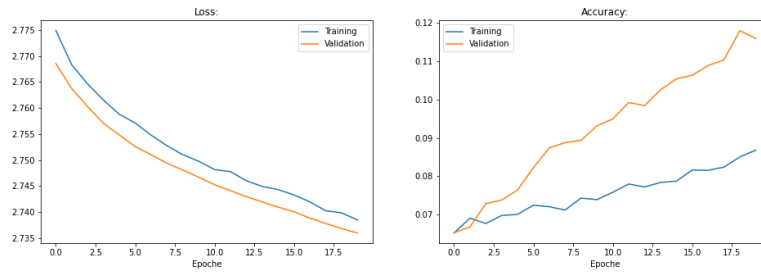 Loss:
Training
Validation
2.775
2.770
2.765
2.760
2.755
2.750
2.745
2.740
2.735
0.0 2.5 5.0 7.5 10.0 12.5 15.0 17.5
Epoche
Accuracy:
Training
Validation
0.12
0.11
0.10
0.09
0.08
0.07
0.0 2.5 5.0 7.5 10.0 12.5 15.0 17.5
Epoche